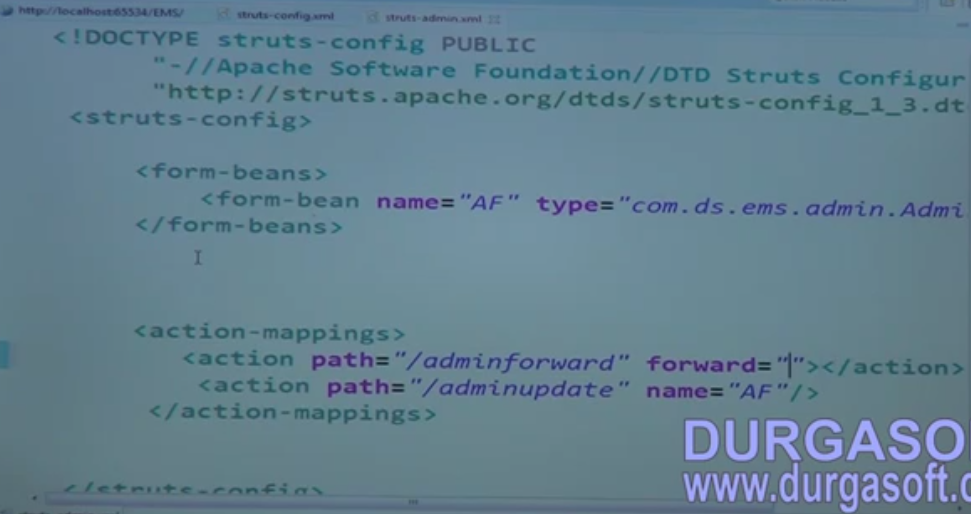 http://localhost:65534/EMS/ struts-config.xml struts-admin.xml
<!DOCTYPE struts-config PUBLIC
"-//Apache Software Foundation//DTD Struts Configur
"http://struts.apache.org/dtds/struts-config_1_3.dt
<struts-config>
<form-beans>
<form-bean name="AF" type="com.ds.ems.admin.Admi
</form-beans>
<action-mappings>
<action path="/adminforward" forward=""></action>
<action path="/adminupdate" name="AF"/>
</action-mappings>
</struts-config>
DURGASO
www.durgasoft.c